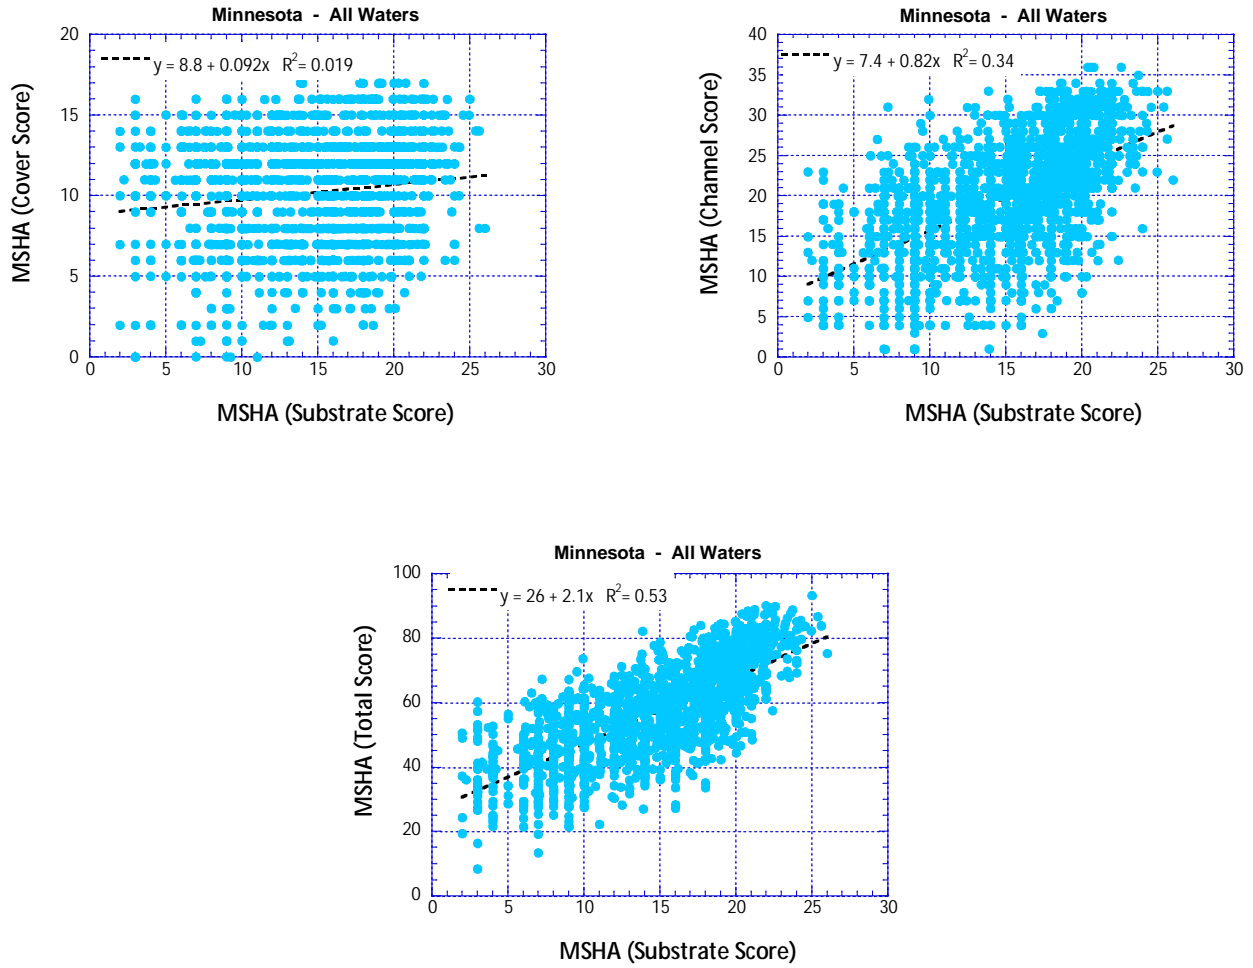 Minnesota - All Waters
20
15
10
5
0
y = 8.8 + 0.092x R²= 0.019
MSHA (Cover Score)
0 5 10 15 20 25 30
MSHA (Substrate Score)
Minnesota - All Waters
40
35
30
25
20
15
10
5
0
y = 7.4 + 0.82x R²= 0.34
MSHA (Channel Score)
0 5 10 15 20 25 30
MSHA (Substrate Score)
Minnesota - All Waters
100
80
60
40
20
0
y = 26 + 2.1x R²= 0.53
MSHA (Total Score)
0 5 10 15 20 25 30
MSHA (Substrate Score)